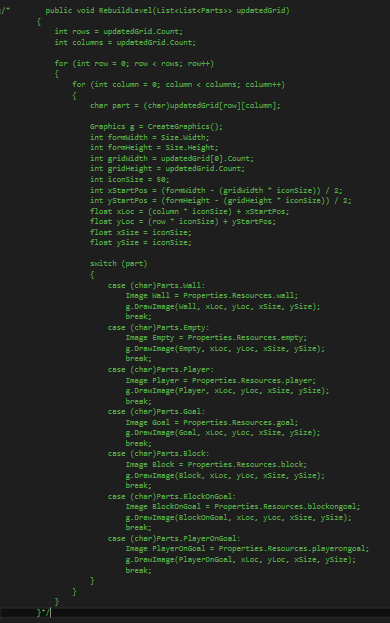 /*        public void RebuildLevel(List<List<Parts>> updatedGrid)
        {
            int rows = updatedGrid.Count;
            int columns = updatedGrid.Count;

            for (int row = 0; row < rows; row++)
            {
                for (int column = 0; column < columns; column++)
                {
                    char part = (char)updatedGrid[row][column];

                    Graphics g = CreateGraphics();
                    int formWidth = Size.Width;
                    int formHeight = Size.Height;
                    int gridWidth = updatedGrid[0].Count;
                    int gridHeight = updatedGrid.Count;
                    int iconSize = 50;
                    int xStartPos = (formWidth - (gridWidth * iconSize)) / 2;
                    int yStartPos = (formHeight - (gridHeight * iconSize)) / 2;
                    float xLoc = (column * iconSize) + xStartPos;
                    float yLoc = (row * iconSize) + yStartPos;
                    float xSize = iconSize;
                    float ySize = iconSize;

                    switch (part)
                    {
                        case (char)Parts.Wall:
                            Image Wall = Properties.Resources.wall;
                            g.DrawImage(Wall, xLoc, yLoc, xSize, ySize);
                            break;
                        case (char)Parts.Empty:
                            Image Empty = Properties.Resources.empty;
                            g.DrawImage(Empty, xLoc, yLoc, xSize, ySize);
                            break;
                        case (char)Parts.Player:
                            Image Player = Properties.Resources.player;
                            g.DrawImage(Player, xLoc, yLoc, xSize, ySize);
                            break;
                        case (char)Parts.Goal:
                            Image Goal = Properties.Resources.goal;
                            g.DrawImage(Goal, xLoc, yLoc, xSize, ySize);
                            break;
                        case (char)Parts.Block:
                            Image Block = Properties.Resources.block;
                            g.DrawImage(Block, xLoc, yLoc, xSize, ySize);
                            break;
                        case (char)Parts.BlockOnGoal:
                            Image BlockOnGoal = Properties.Resources.blockongoal;
                            g.DrawImage(BlockOnGoal, xLoc, yLoc, xSize, ySize);
                            break;
                        case (char)Parts.PlayerOnGoal:
                            Image PlayerOnGoal = Properties.Resources.playerongoal;
                            g.DrawImage(PlayerOnGoal, xLoc, yLoc, xSize, ySize);
                            break;
                    }
                }
            }
        }*/